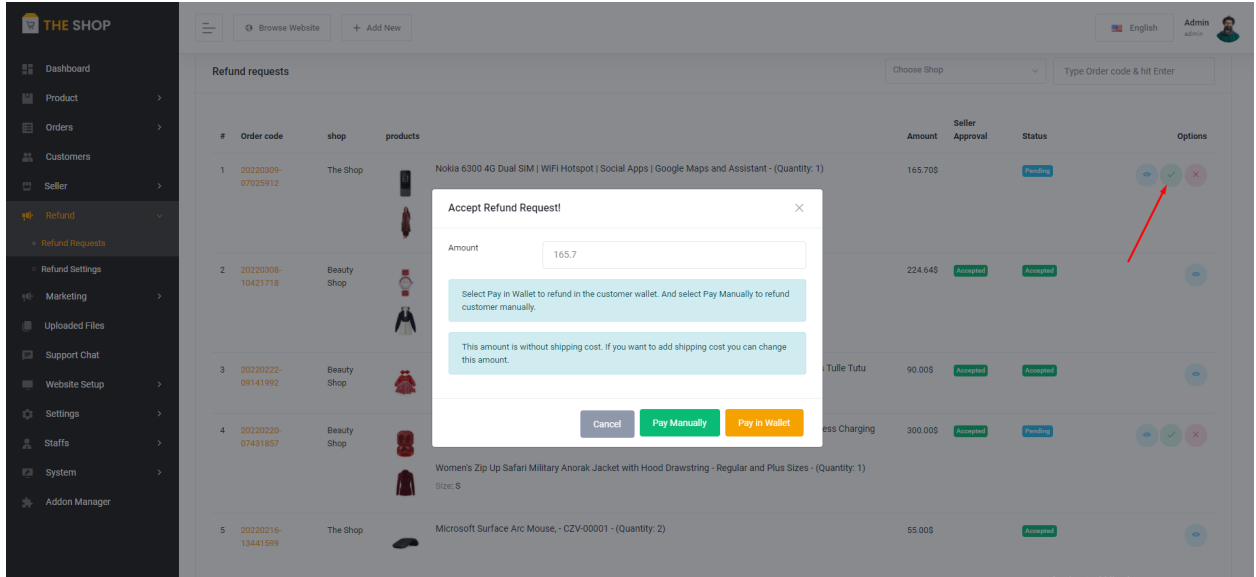 THE SHOP
Browse Website
+ Add New
English
Admin
admin
Dashboard
Product
Orders
Customers
Seller
Refund
Refund Requests
Refund Settings
Marketing
Uploaded Files
Support Chat
Website Setup
Settings
Staffs
System
Addon Manager
Refund requests
Choose Shop
Type Order code & hit Enter
# Order code shop products Amount Seller Approval Status Options
1 20220309-07025912 The Shop Nokia 6300 4G Dual SIM | WiFi Hotspot | Social Apps | Google Maps and Assistant - (Quantity: 1) 165.70$ Pending
2 20220308-10421718 Beauty Shop 224.64$ Accepted Accepted
3 20220222-09141992 Beauty Shop Tulle Tutu 90.00$ Accepted Accepted
4 20220220-07431857 Beauty Shop ess Charging 300.00$ Accepted Pending
Women's Zip Up Safari Military Anorak Jacket with Hood Drawstring - Regular and Plus Sizes - (Quantity: 1)
Size: S
5 20220216-13441599 The Shop Microsoft Surface Arc Mouse, - CZV-00001 - (Quantity: 2) 55.00$ Accepted
Accept Refund Request!
Amount
165.7
Select Pay in Wallet to refund in the customer wallet. And select Pay Manually to refund
customer manually.
This amount is without shipping cost. If you want to add shipping cost you can change
this amount.
Cancel
Pay Manually
Pay in Wallet